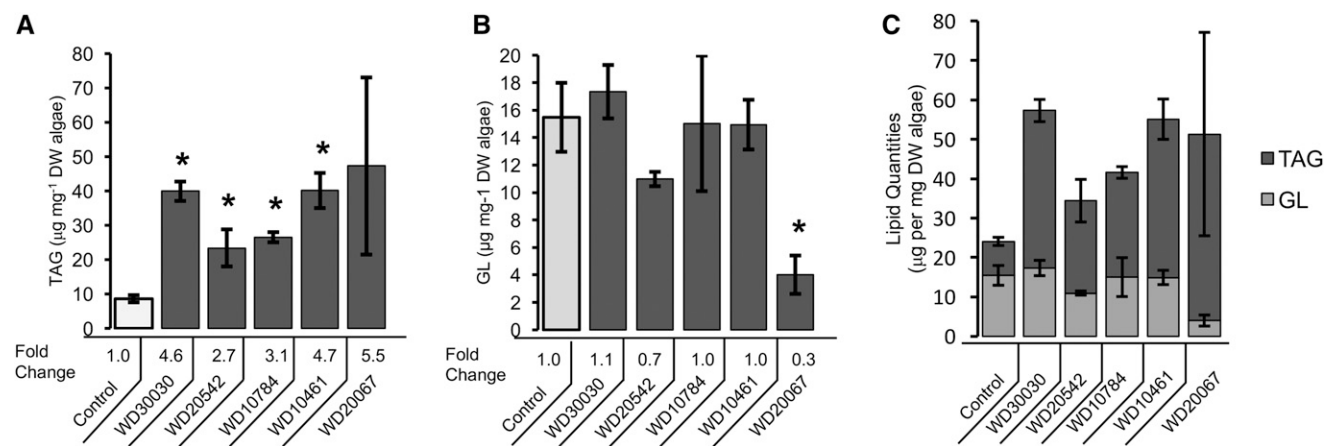 A
TAG (µg mg⁻¹ DW algae)
80
70
60
50
40
30
20
10
0
*
*
*
*
Fold Change
1.0 4.6 2.7 3.1 4.7 5.5
Control WD30030 WD20542 WD10784 WD10461 WD20067
B
GL (µg mg-1 DW algae)
20
18
16
14
12
10
8
6
4
2
0
*
Fold Change
1.0 1.1 0.7 1.0 1.0 0.3
Control WD30030 WD20542 WD10784 WD10461 WD20067
C
Lipid Quantities
(µg per mg DW algae)
80
70
60
50
40
30
20
10
0
Control WD30030 WD20542 WD10784 WD10461 WD20067
TAG
GL